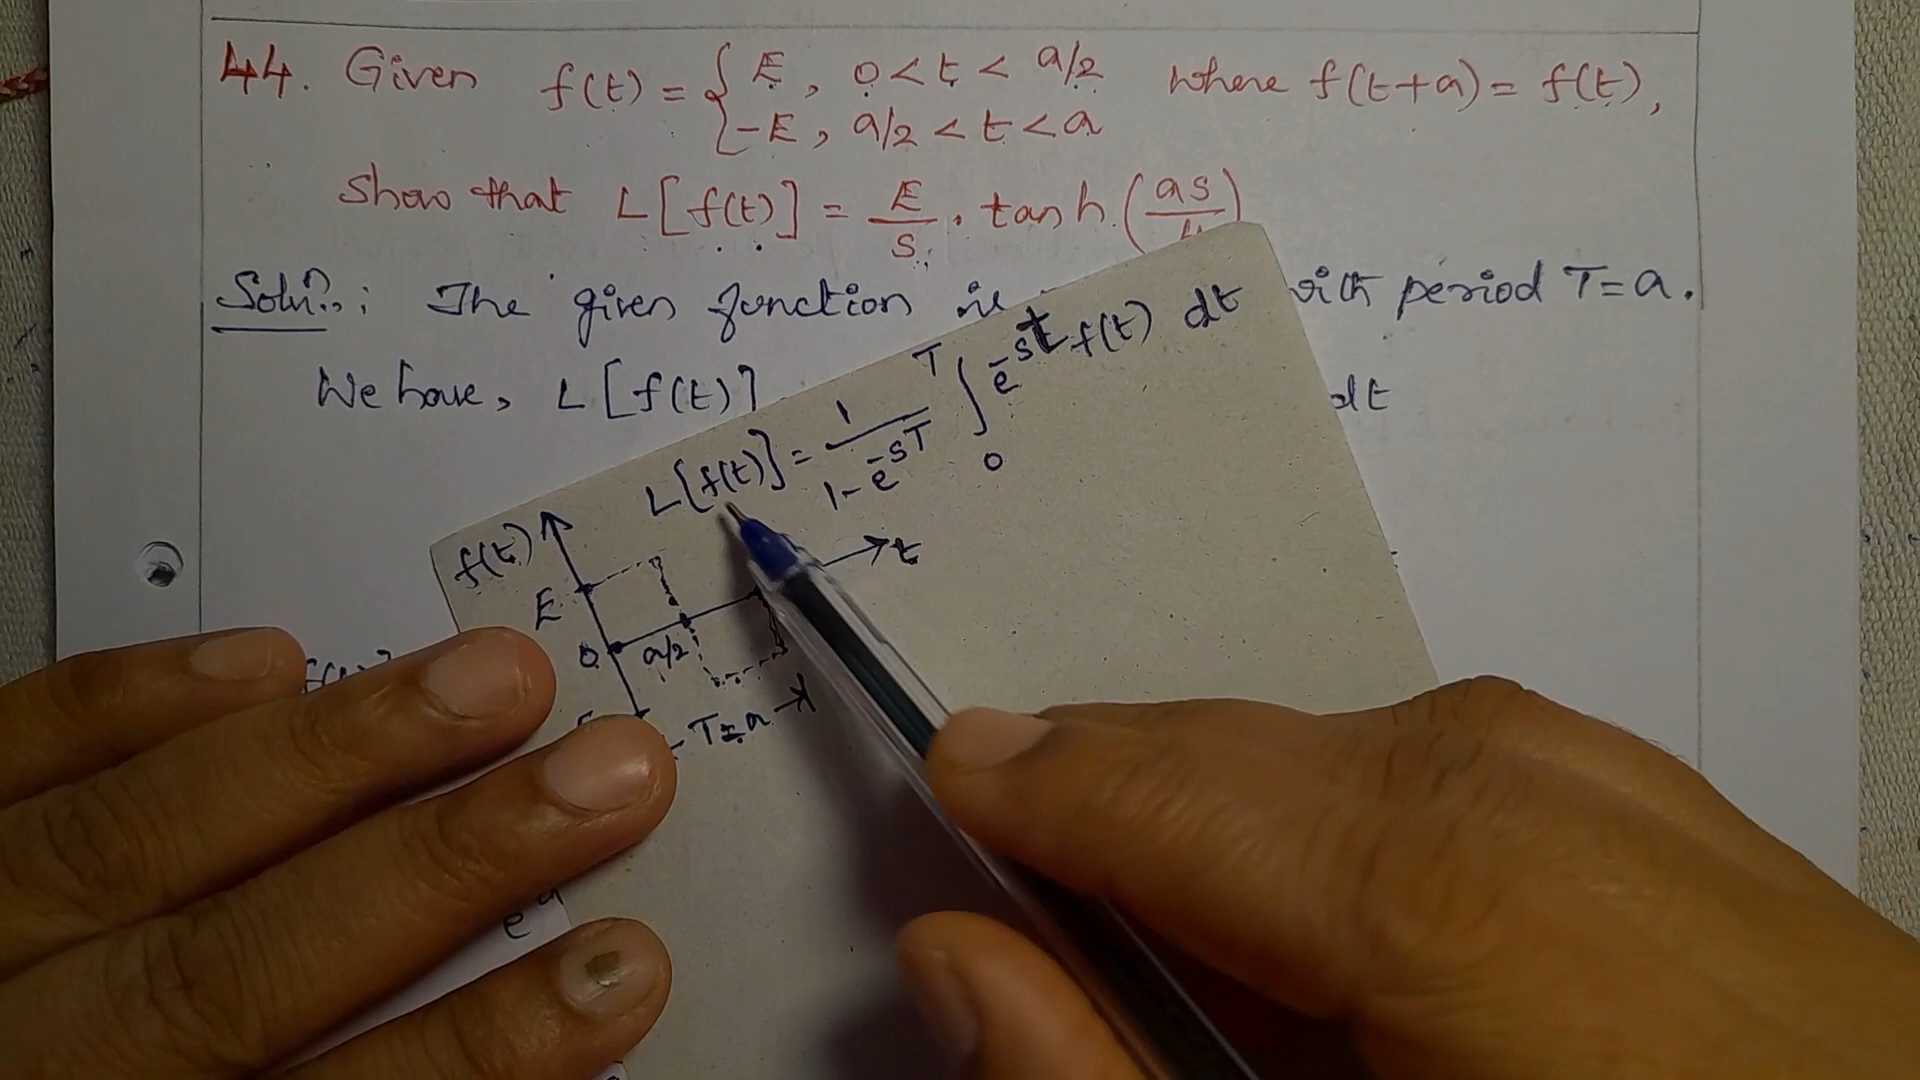 44. Given f(t) = { E, 0 < t < a/2 where f(t+a) = f(t),
-E, a/2 < t < a
Show that L[f(t)] = E/s . tanh (as/
Soln.: The given function is with period T = a.
We have, L[f(t)] dt
L[f(t)] = 1/(1-e^-sT) ∫_0^T e^-st f(t) dt
f(t)
t
E
0 a/2
T = a